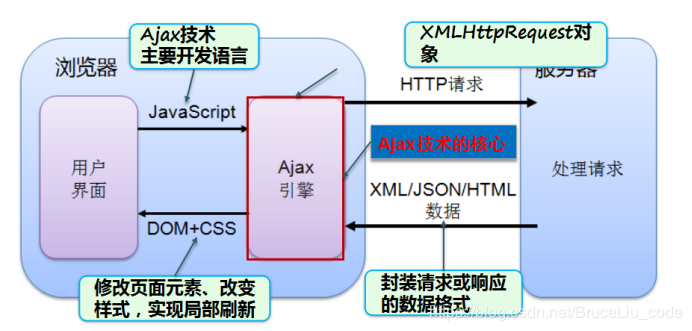 Ajax技术
主要开发语言
XMLHttpRequest对
象
浏览器
服务器
JavaScript
HTTP请求
用户
界面
Ajax
引擎
Ajax技术的核心
处理请求
XML/JSON/HTML
数据
DOM+CSS
修改页面元素、改变
样式，实现局部刷新
封装请求或响应
的数据格式
https://blog.csdn.net/BruceLiu_code